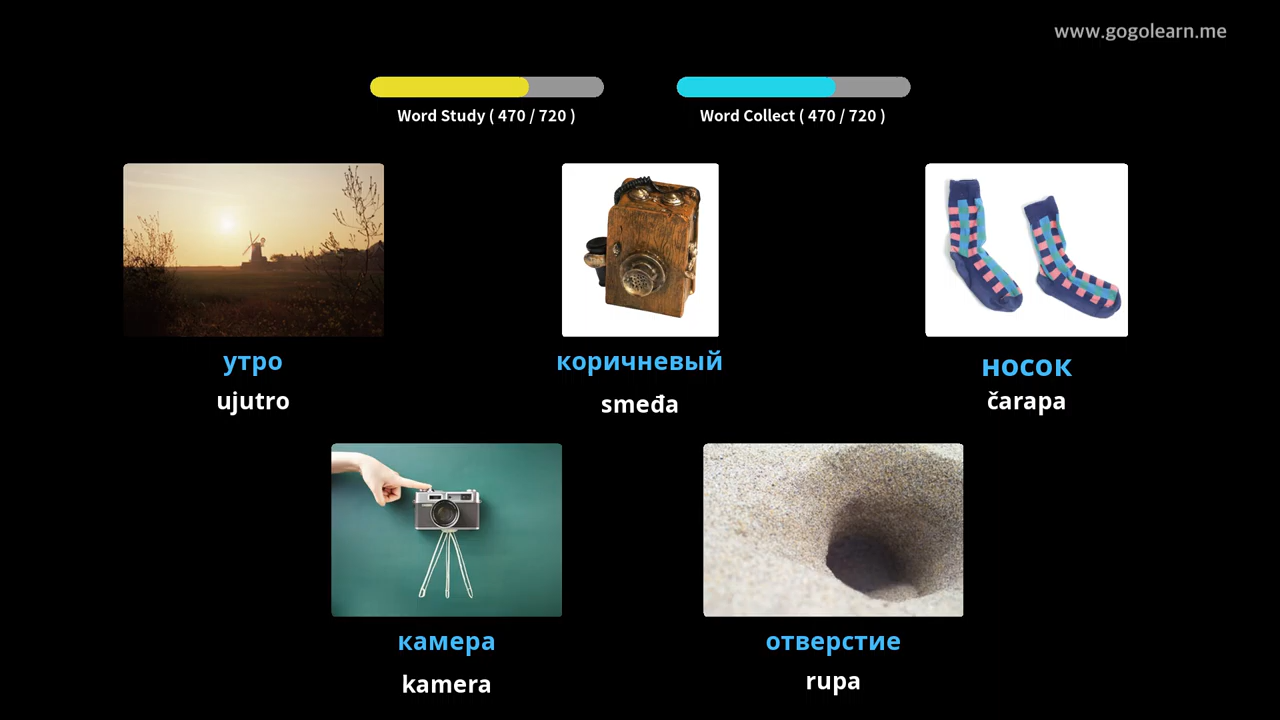 www.gogolearn.me
Word Study ( 470 / 720 )
Word Collect ( 470 / 720 )
утро
коричневый
носок
ujutro
smeđa
čarapa
камера
отверстие
kamera
rupa